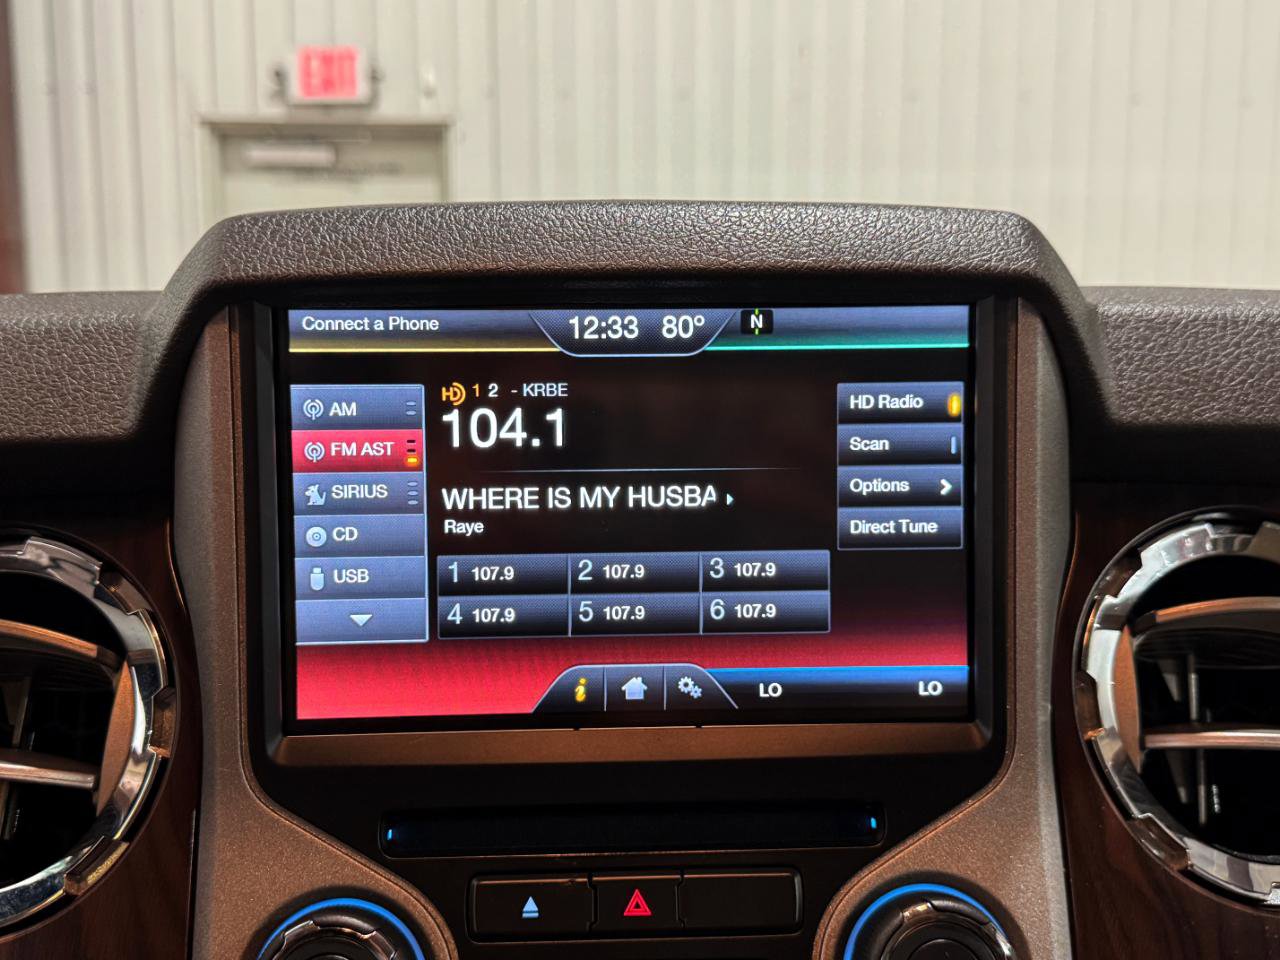 EXIT
Connect a Phone
12:33 80°
N
AM
FM AST
SIRIUS
CD
USB
HD 1 2 - KRBE
104.1
WHERE IS MY HUSBA
Raye
1 107.9
2 107.9
3 107.9
4 107.9
5 107.9
6 107.9
HD Radio
Scan
Options
Direct Tune
i
LO
LO